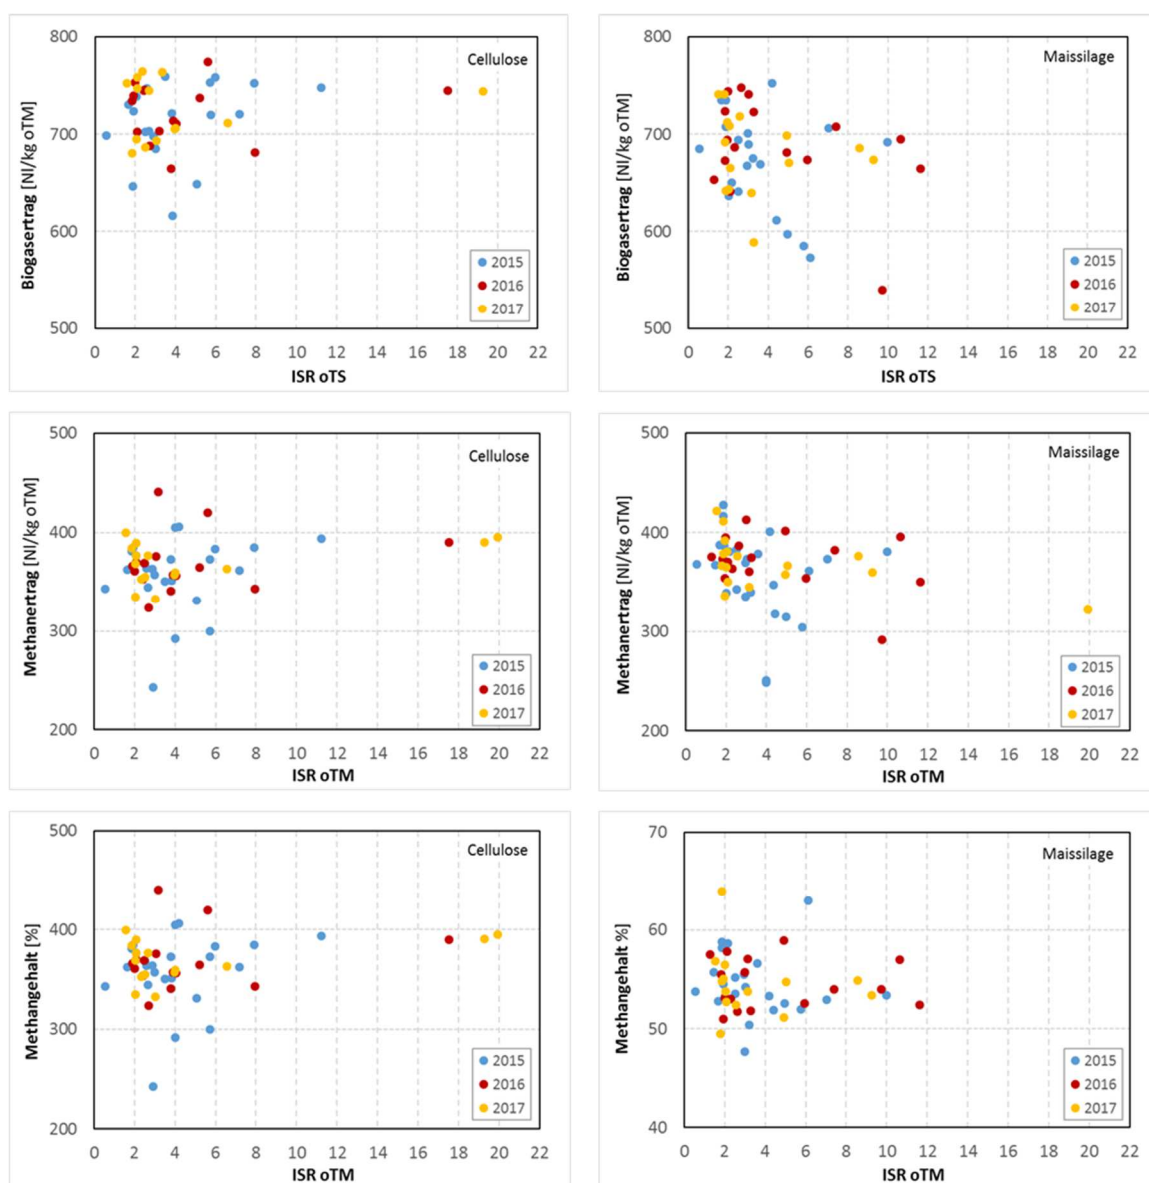 Cellulose
Biogasertrag [Nl/kg oTM]
800
700
600
500
2015
2016
2017
0 2 4 6 8 10 12 14 16 18 20 22
ISR oTS
Maissilage
Biogasertrag [Nl/kg oTM]
800
700
600
500
2015
2016
2017
0 2 4 6 8 10 12 14 16 18 20 22
ISR oTS
Cellulose
Methanertrag [Nl/kg oTM]
500
400
300
200
2015
2016
2017
0 2 4 6 8 10 12 14 16 18 20 22
ISR oTM
Maissilage
Methanertrag [Nl/kg oTM]
500
400
300
200
2015
2016
2017
0 2 4 6 8 10 12 14 16 18 20 22
ISR oTM
Cellulose
Methangehalt [%]
500
400
300
200
2015
2016
2017
0 2 4 6 8 10 12 14 16 18 20 22
ISR oTM
Maissilage
Methangehalt %]
70
60
50
40
2015
2016
2017
0 2 4 6 8 10 12 14 16 18 20 22
ISR oTM